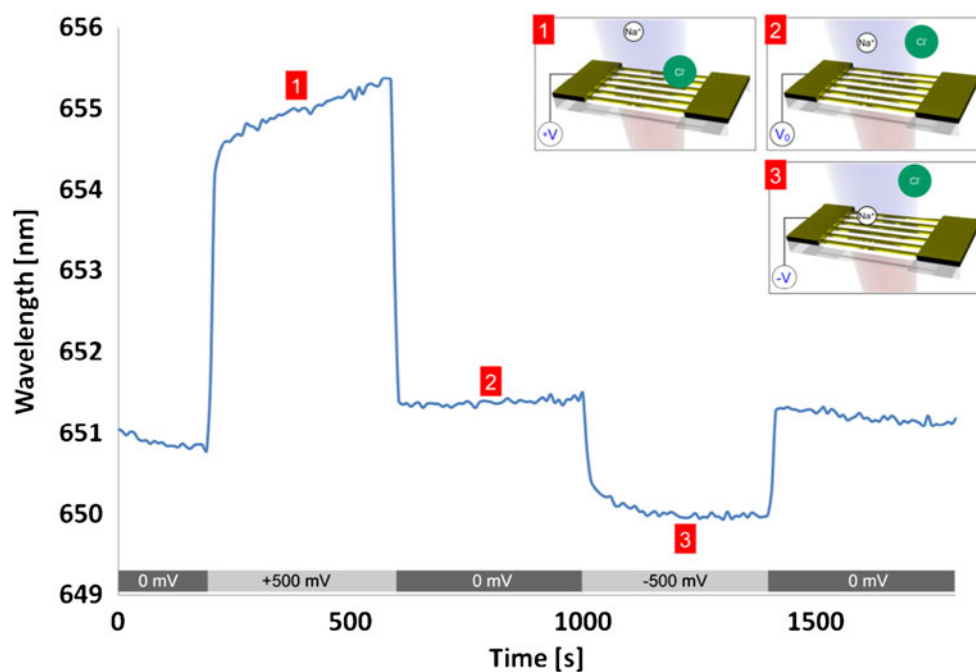 656
655
654
653
652
651
650
649
Wavelength [nm]
1
2
3
0 mV
+500 mV
0 mV
-500 mV
0 mV
0
500
1000
1500
Time [s]
1
Na⁺
Cl⁻
+V
2
Na⁺
Cl⁻
V₀
3
Cl⁻
Na⁺
-V